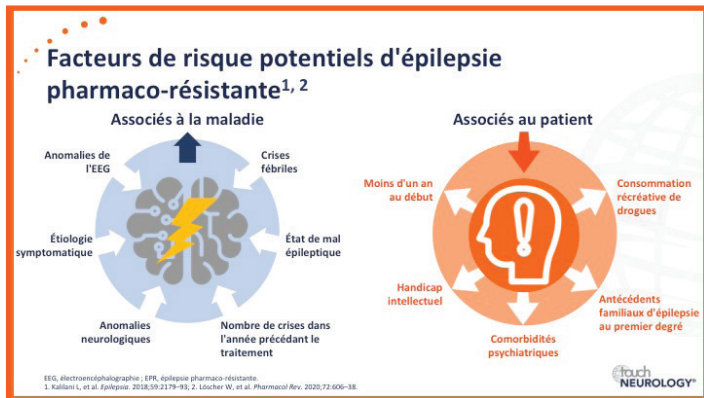 Facteurs de risque potentiels d'épilepsie
pharmaco-résistante1, 2
Associés à la maladie
Anomalies de
l'EEG
Crises
fébriles
Étiologie
symptomatique
État de mal
épileptique
Anomalies
neurologiques
Nombre de crises dans
l'année précédant le
traitement
Associés au patient
Moins d'un an
au début
Consommation
récréative de
drogues
Handicap
intellectuel
Antécédents
familiaux d'épilepsie
au premier degré
Comorbidités
psychiatriques
EEG, électroencéphalographie ; EPR, épilepsie pharmaco-résistante.
1. Kalilani L, et al. Epilepsia. 2018;59:2179–93; 2. Löscher W, et al. Pharmacol Rev. 2020;72:606–38.
touch
NEUROLOGY®